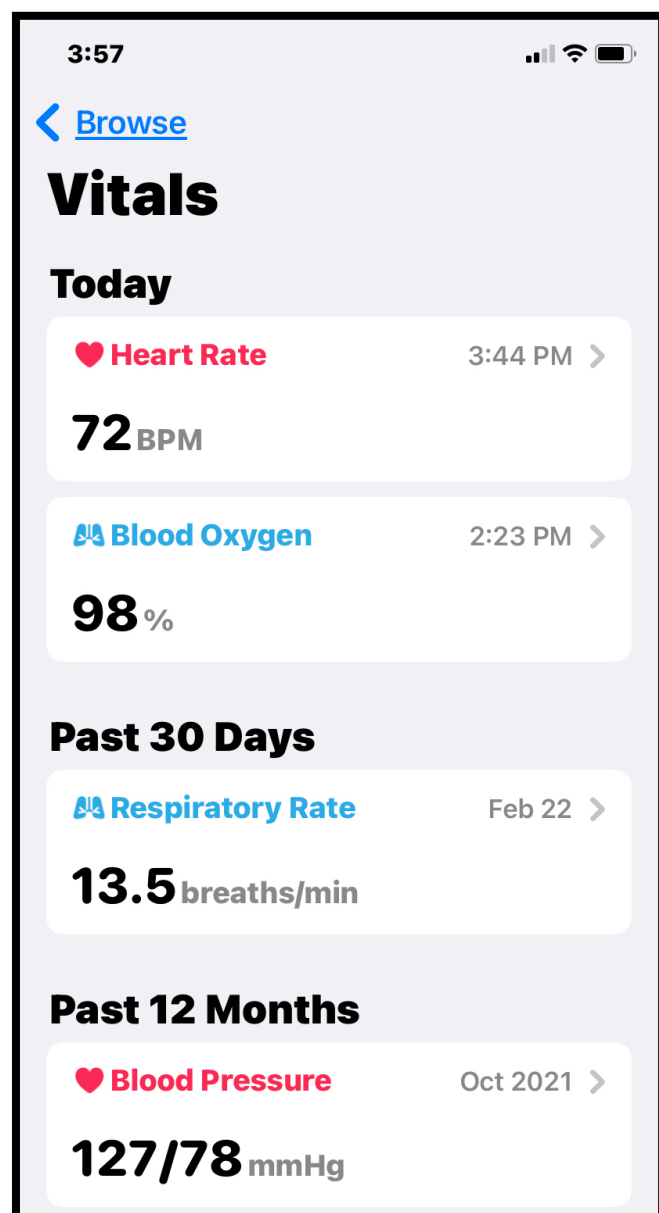 3:57
Browse
Vitals
Today
Heart Rate 3:44 PM
72 BPM
Blood Oxygen 2:23 PM
98 %
Past 30 Days
Respiratory Rate Feb 22
13.5 breaths/min
Past 12 Months
Blood Pressure Oct 2021
127/78 mmHg